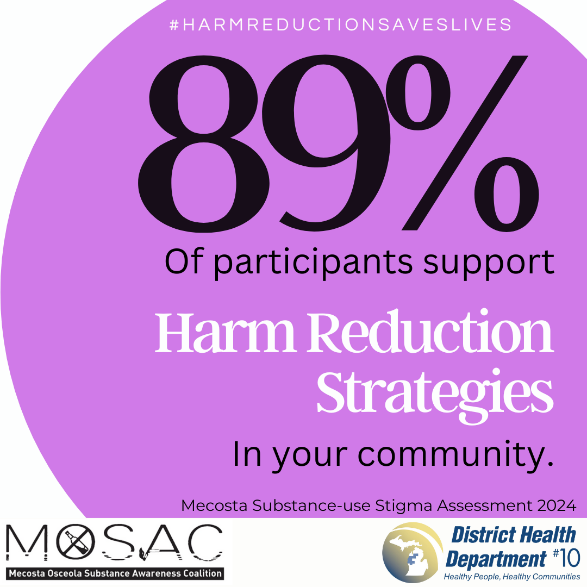 #HARMREDUCTIONSAVESLIVES
89%
Of participants support
Harm Reduction
Strategies
In your community.
Mecosta Substance-use Stigma Assessment 2024
MOSAC
Mecosta Osceola Substance Awareness Coalition
District Health
Department #10
Healthy People, Healthy Communities